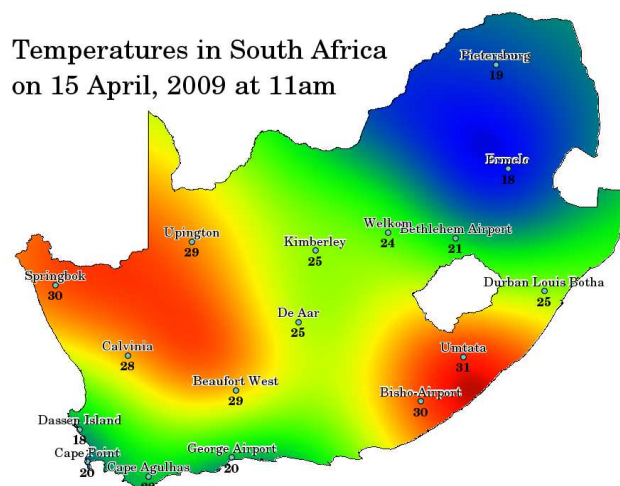 Temperatures in South Africa
on 15 April, 2009 at 11am
Pietersburg
19
Ermelo
18
Welkom
24
Bethlehem Airport
21
Upington
29
Kimberley
25
Springbok
30
Durban Louis Botha
25
De Aar
25
Calvinia
28
Umtata
31
Beaufort West
29
Bisho-Airport
30
Dassen Island
18
Cape Point
20
George Airport
20
Cape Agulhas